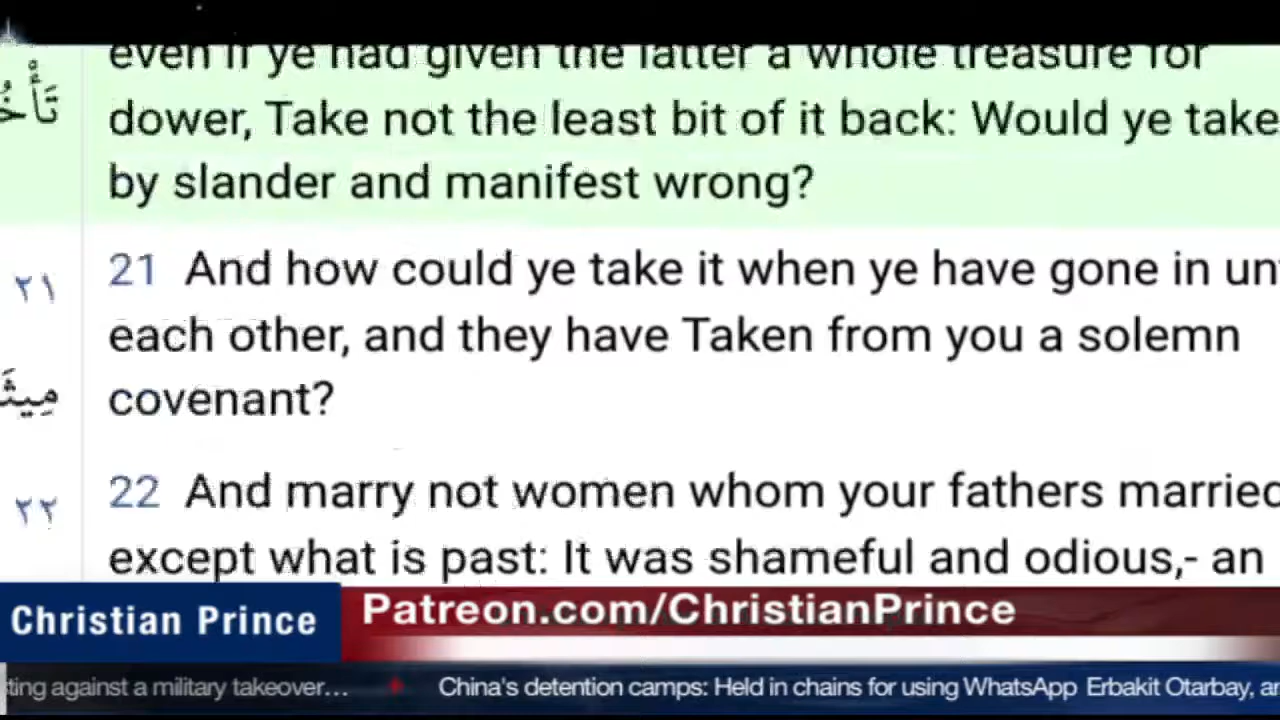 even if ye had given the latter a whole treasure for
dower, Take not the least bit of it back: Would ye take
by slander and manifest wrong?
٢١
21 And how could ye take it when ye have gone in
each other, and they have Taken from you a solemn
covenant?
٢٢
22 And marry not women whom your fathers married
except what is past: It was shameful and odious,- an
Christian Prince
Patreon.com/ChristianPrince
against a military takeover... China's detention camps: Held in chains for using WhatsApp Erbakit Otarbay,